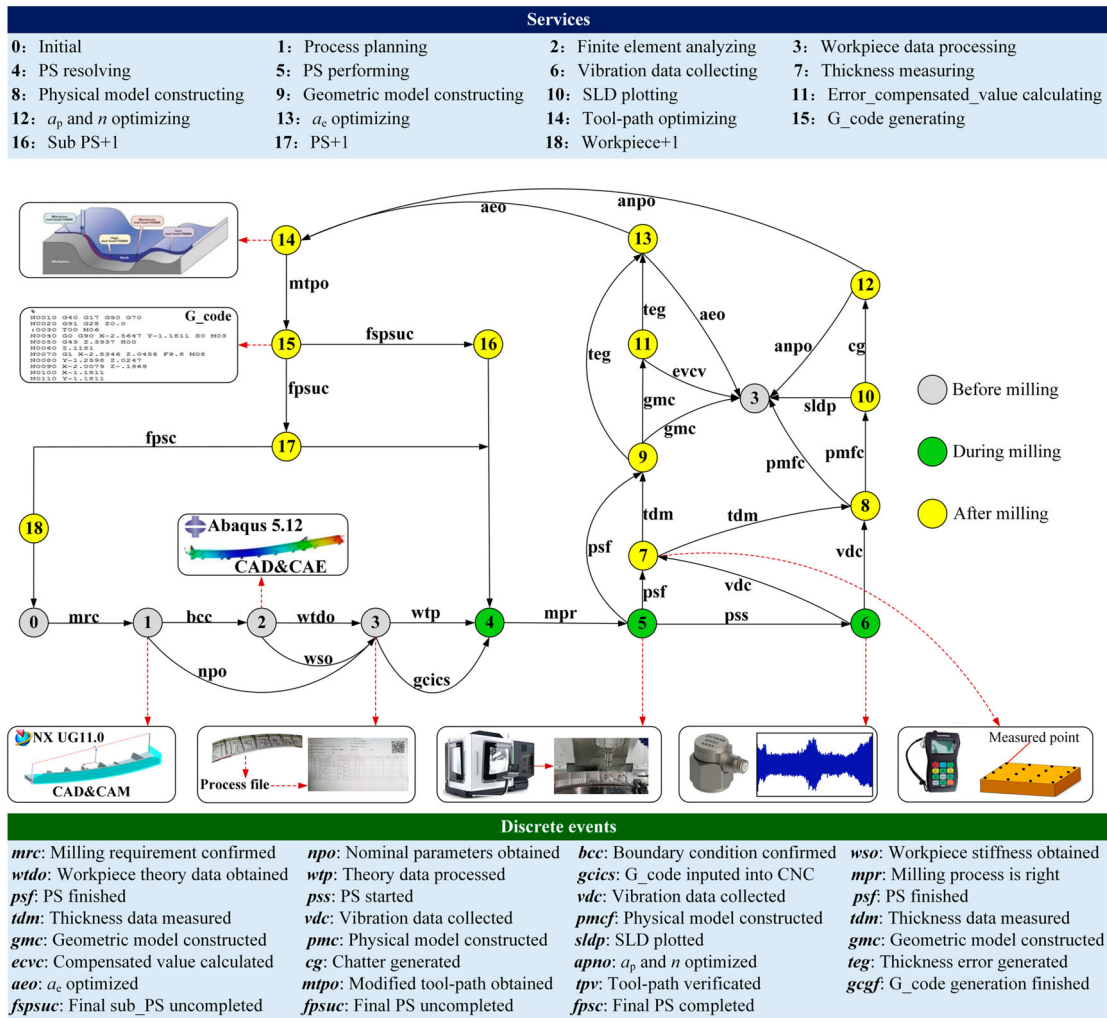 Services
0: Initial
1: Process planning
2: Finite element analyzing
3: Workpiece data processing
4: PS resolving
5: PS performing
6: Vibration data collecting
7: Thickness measuring
8: Physical model constructing
9: Geometric model constructing
10: SLD plotting
11: Error_compensated_value calculating
12: ap and n optimizing
13: ae optimizing
14: Tool-path optimizing
15: G_code generating
16: Sub PS+1
17: PS+1
18: Workpiece+1
aeo
anpo
14
13
12
mtpo
teg
aeo
teg
anpo
cg
G_code
%
N0010 G40 G17 G90 G70
N0020 G91 G28 Z0.0
:0030 T00 M06
N0040 G0 G90 X-2.5647 Y-1.1811 S0 M03
N0050 G43 Z.3937 H00
N0060 Z.1181
N0070 G1 X-2.8346 Z.0458 F9.8 M08
N0080 Y-1.2598 Z.0247
N0090 X-2.0079 Z-.1969
N0100 X-1.1811
N0110 Y-1.1811
15
fspsuc
16
11
evcv
3
sldp
10
Before milling
fpsuc
gmc
gmc
fpsc
17
9
pmfc
pmfc
During milling
18
Abaqus 5.12
CAD&CAE
tdm
tdm
8
After milling
psf
7
psf
vdc
vdc
0
mrc
1
bcc
2
wtdo
3
wtp
4
mpr
5
pss
6
wso
npo
gcics
NX UG11.0
CAD&CAM
Process file
Measured point
Discrete events
mrc: Milling requirement confirmed
npo: Nominal parameters obtained
bcc: Boundary condition confirmed
wso: Workpiece stiffness obtained
wtdo: Workpiece theory data obtained
wtp: Theory data processed
gcics: G_code inputed into CNC
mpr: Milling process is right
psf: PS finished
pss: PS started
vdc: Vibration data collected
psf: PS finished
tdm: Thickness data measured
vdc: Vibration data collected
pmcf: Physical model constructed
tdm: Thickness data measured
gmc: Geometric model constructed
pmc: Physical model constructed
sldp: SLD plotted
gmc: Geometric model constructed
ecvc: Compensated value calculated
cg: Chatter generated
apno: ap and n optimized
teg: Thickness error generated
aeo: ae optimized
mtpo: Modified tool-path obtained
tpv: Tool-path verificated
gcgf: G_code generation finished
fspsuc: Final sub_PS uncompleted
fpsuc: Final PS uncompleted
fpsc: Final PS completed